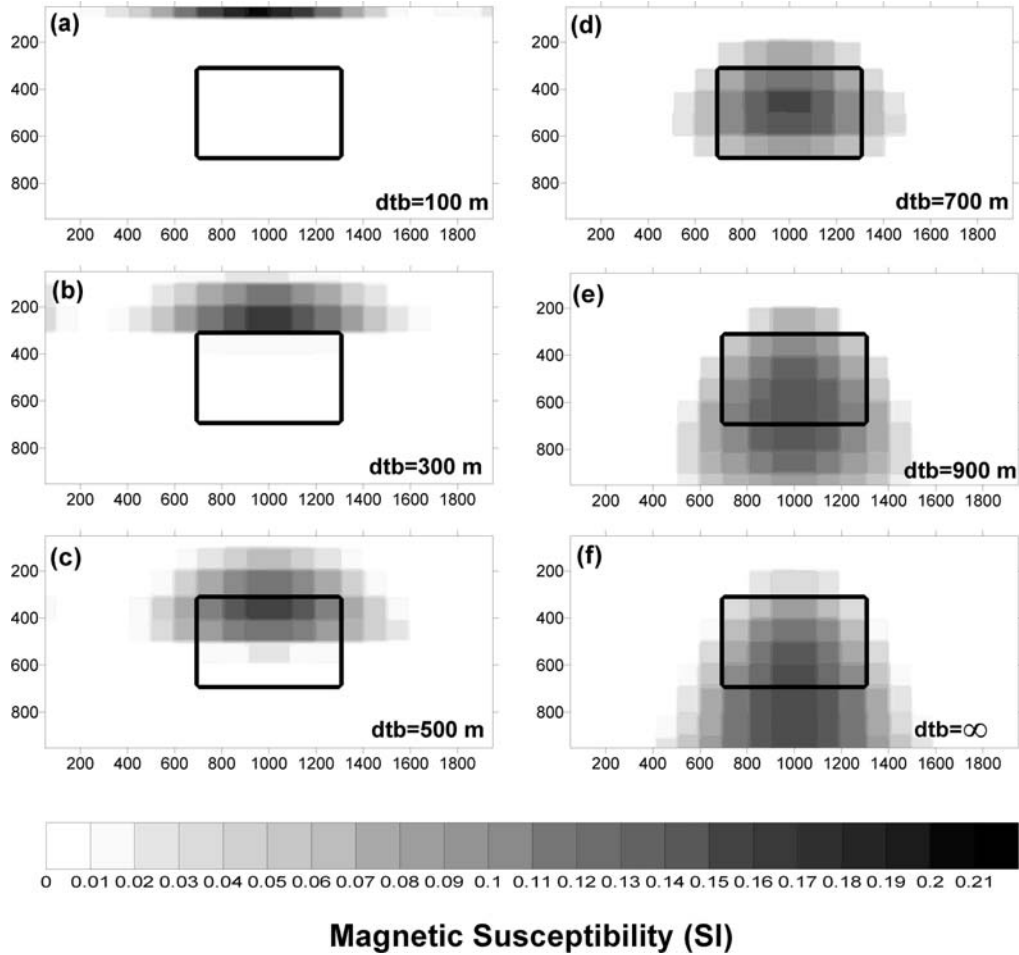 (a)
200
400
600
800
dtb=100 m
200 400 600 800 1000 1200 1400 1600 1800
(d)
200
400
600
800
dtb=700 m
200 400 600 800 1000 1200 1400 1600 1800
(b)
200
400
600
800
dtb=300 m
200 400 600 800 1000 1200 1400 1600 1800
(e)
200
400
600
800
dtb=900 m
200 400 600 800 1000 1200 1400 1600 1800
(c)
200
400
600
800
dtb=500 m
200 400 600 800 1000 1200 1400 1600 1800
(f)
200
400
600
800
dtb=∞
200 400 600 800 1000 1200 1400 1600 1800
0 0.01 0.02 0.03 0.04 0.05 0.06 0.07 0.08 0.09 0.1 0.11 0.12 0.13 0.14 0.15 0.16 0.17 0.18 0.19 0.2 0.21
Magnetic Susceptibility (SI)